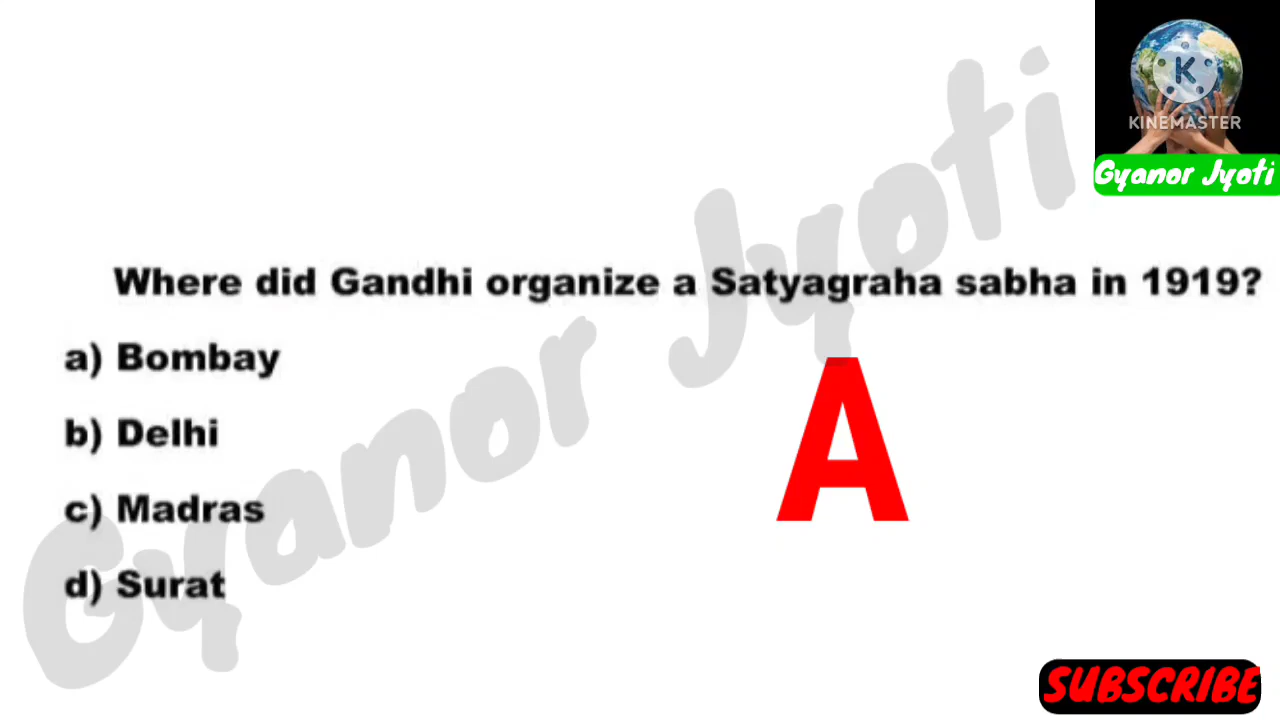 K
KINEMASTER
Gyanor Jyoti
Gyanor Jyoti
Where did Gandhi organize a Satyagraha sabha in 1919?
a) Bombay
b) Delhi
c) Madras
d) Surat
A
SUBSCRIBE